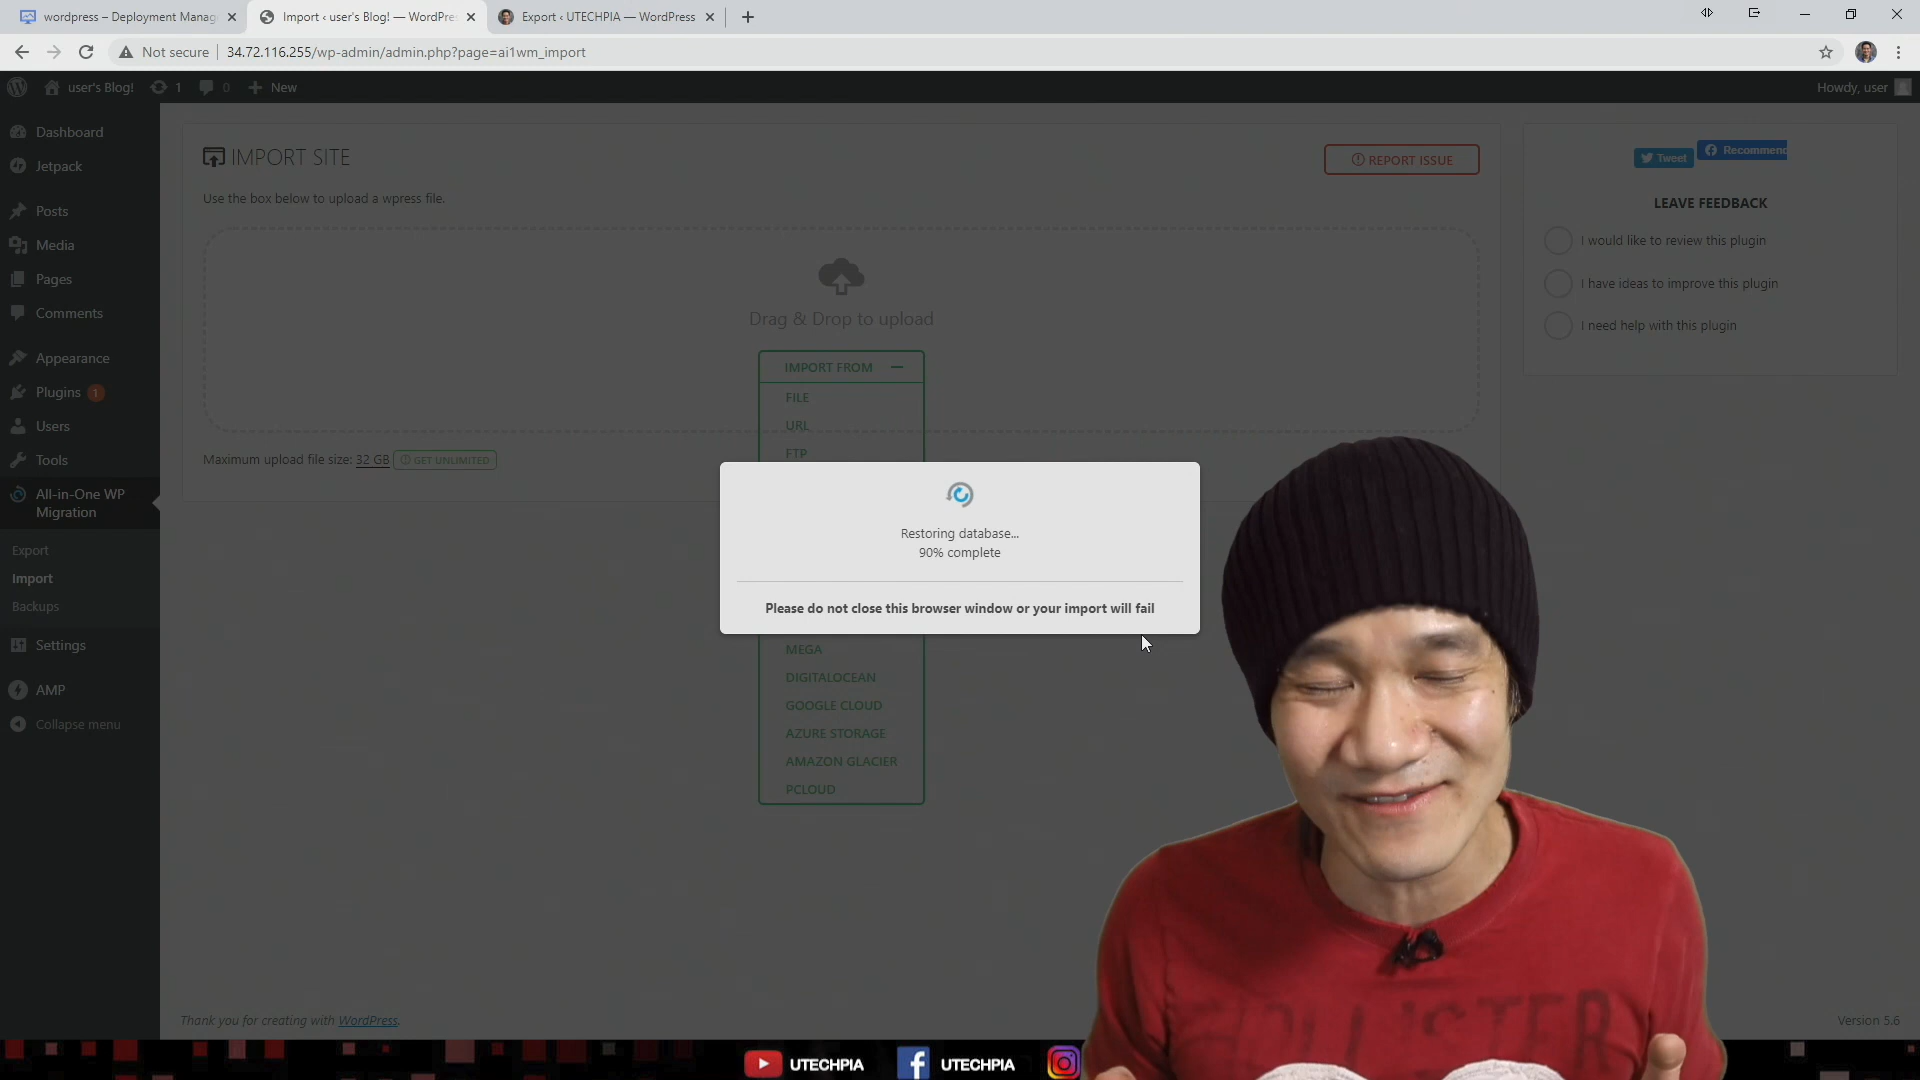 wordpress – Deployment Manag
Import ‹ user's Blog! — WordPre
Export ‹ UTECHPIA — WordPress
Not secure
34.72.116.255/wp-admin/admin.php?page=ai1wm_import
user's Blog!
1
0
New
Howdy, user
Dashboard
Jetpack
Posts
Media
Pages
Comments
Appearance
Plugins 1
Users
Tools
All-in-One WP
Migration
Export
Import
Backups
Settings
AMP
Collapse menu
IMPORT SITE
REPORT ISSUE
Use the box below to upload a wpress file.
Drag & Drop to upload
IMPORT FROM
FILE
URL
FTP
Maximum upload file size: 32 GB
GET UNLIMITED
Restoring database...
90% complete
Please do not close this browser window or your import will fail
MEGA
DIGITALOCEAN
GOOGLE CLOUD
AZURE STORAGE
AMAZON GLACIER
PCLOUD
Tweet
Recommend
LEAVE FEEDBACK
I would like to review this plugin
I have ideas to improve this plugin
I need help with this plugin
HOLLISTER
Thank you for creating with WordPress.
Version 5.6
UTECHPIA
UTECHPIA